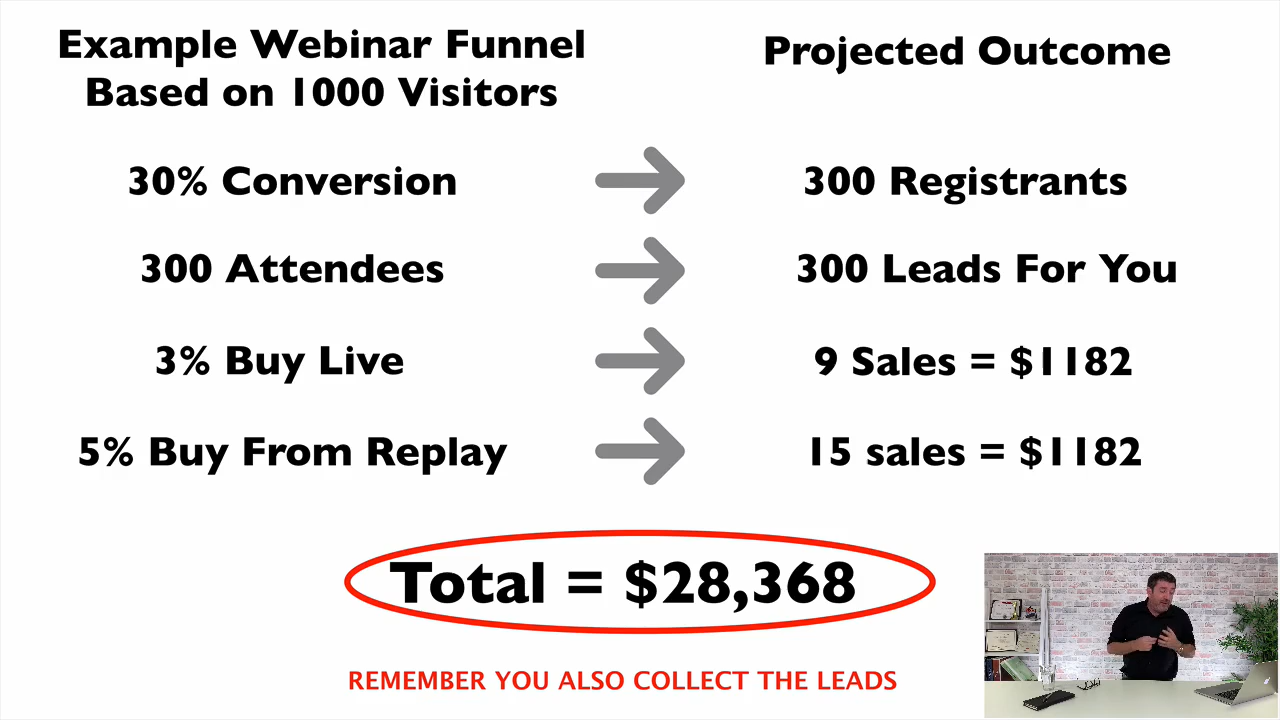 Example Webinar Funnel
Based on 1000 Visitors
Projected Outcome
30% Conversion
300 Registrants
300 Attendees
300 Leads For You
3% Buy Live
9 Sales = $1182
5% Buy From Replay
15 sales = $1182
Total = $28,368
REMEMBER YOU ALSO COLLECT THE LEADS